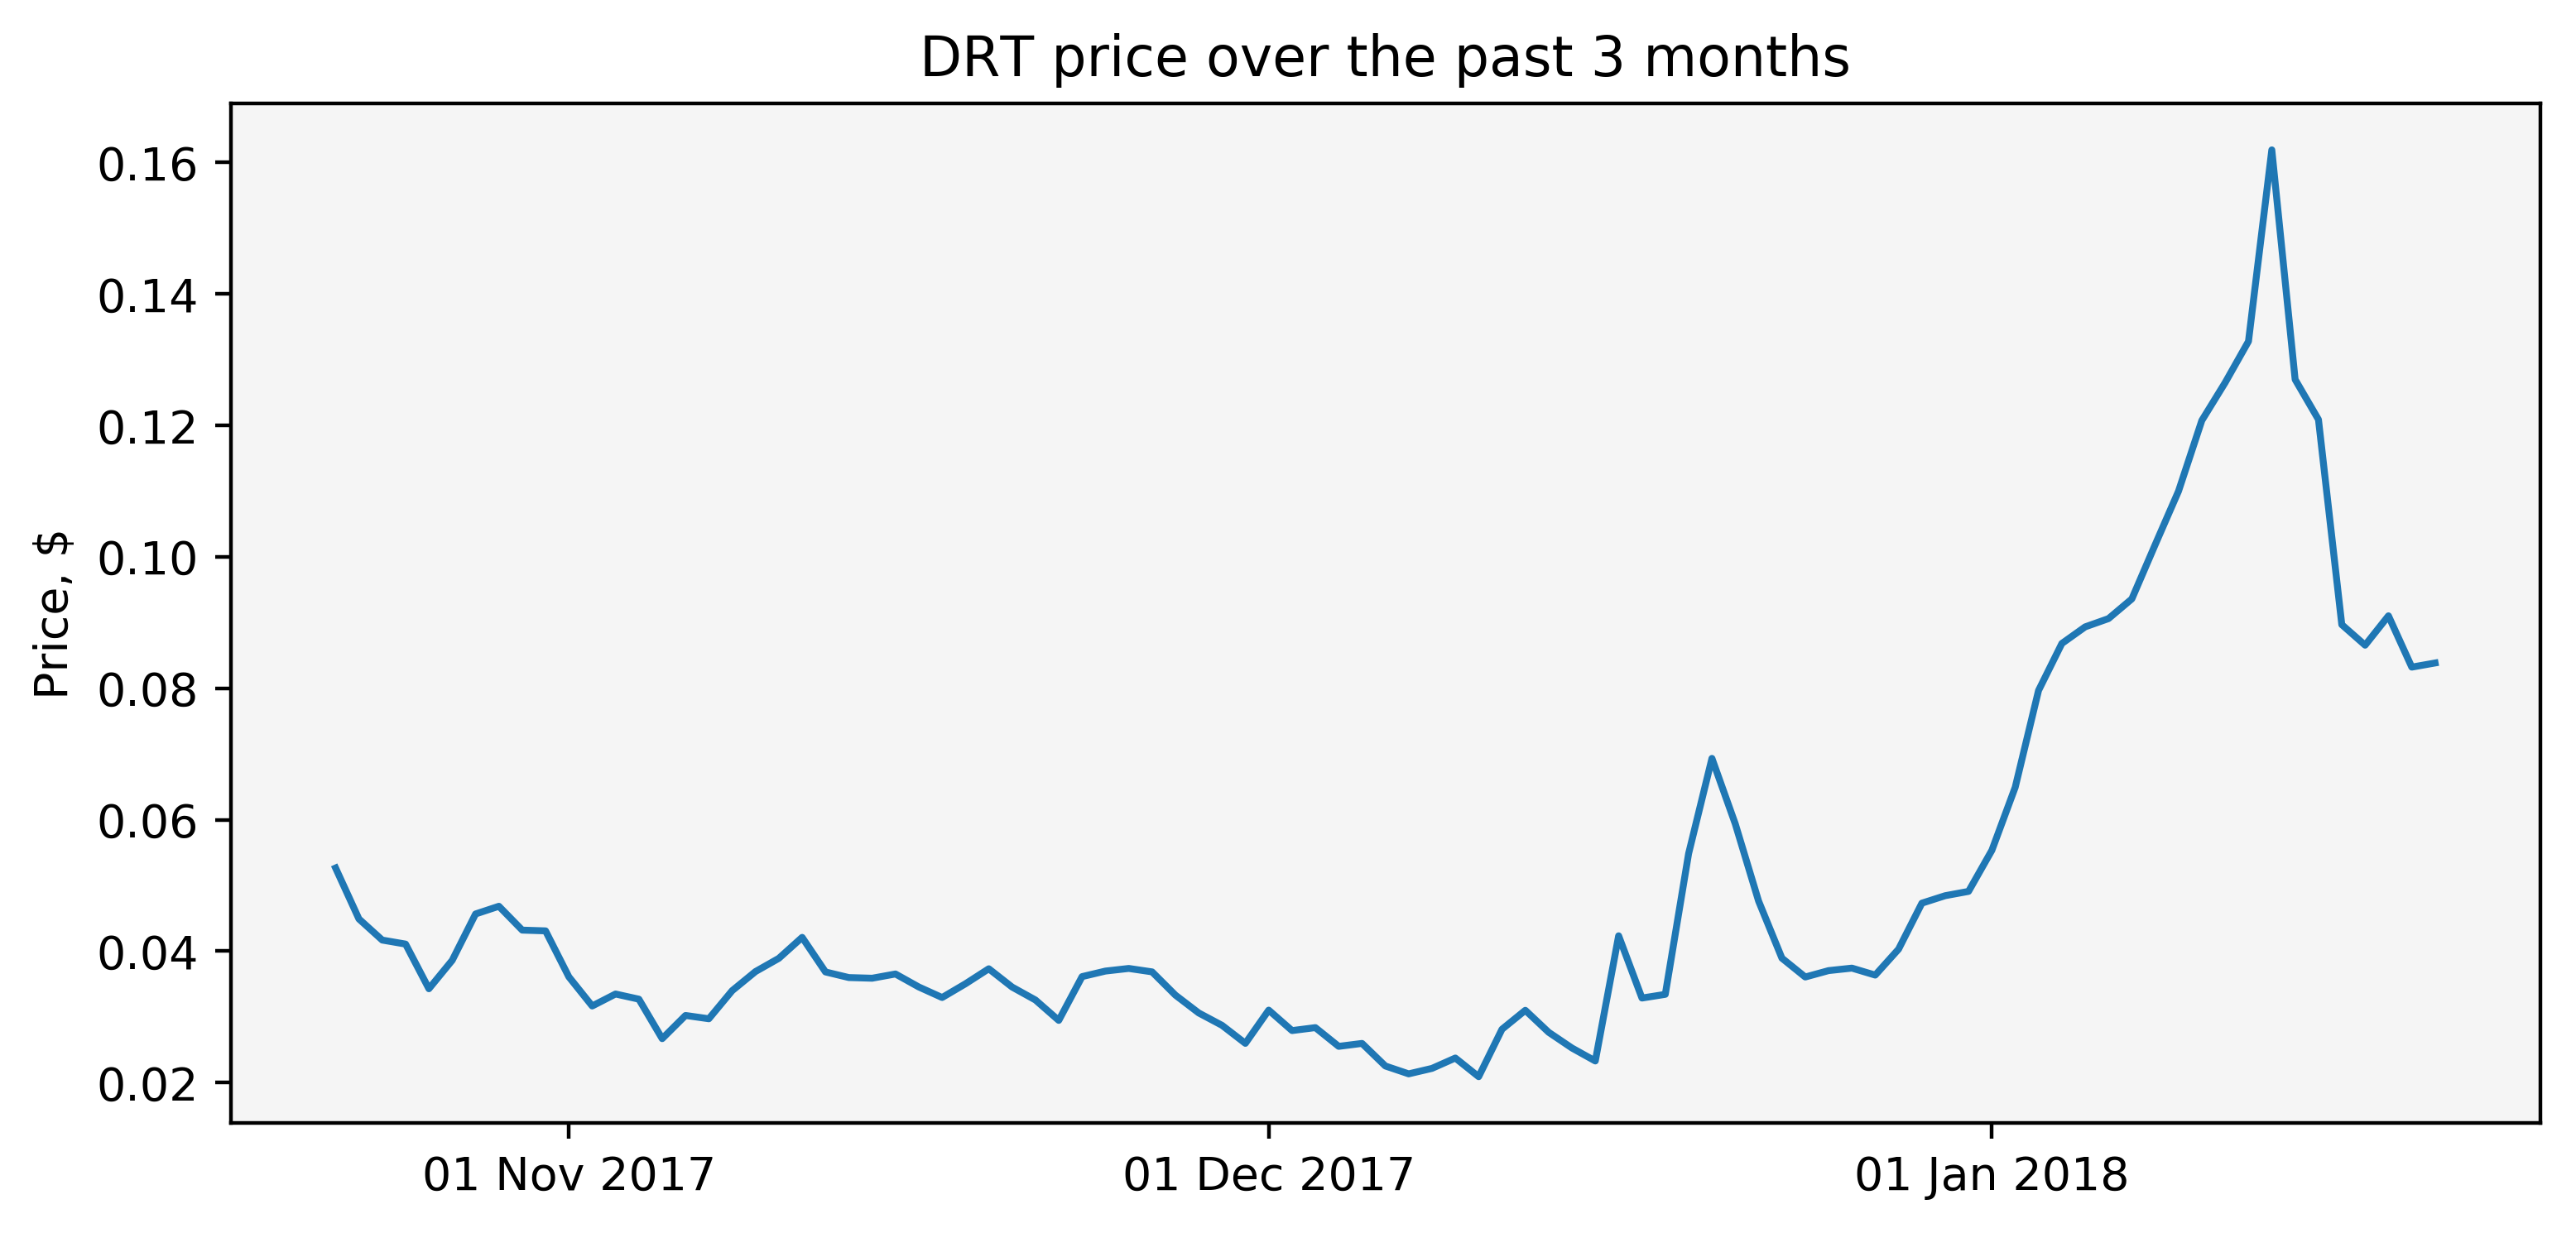 DRT price over the past 3 months
Price, $
0.16
0.14
0.12
0.10
0.08
0.06
0.04
0.02
01 Nov 2017
01 Dec 2017
01 Jan 2018